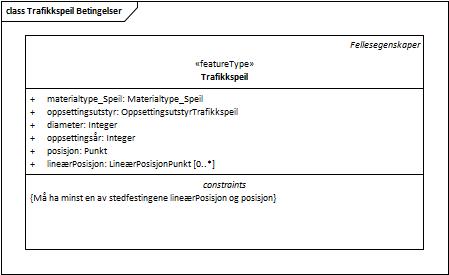 class Trafikkspeil Betingelser
Fellesegenskaper
«featureType»
Trafikkspeil
+ materialtype_Speil: Materialtype_Speil
+ oppsettingsutstyr: OppsettingsutstyrTrafikkspeil
+ diameter: Integer
+ oppsettingsår: Integer
+ posisjon: Punkt
+ lineærPosisjon: LineærPosisjonPunkt [0..*]
constraints
{Må ha minst en av stedfestingene lineærPosisjon og posisjon}